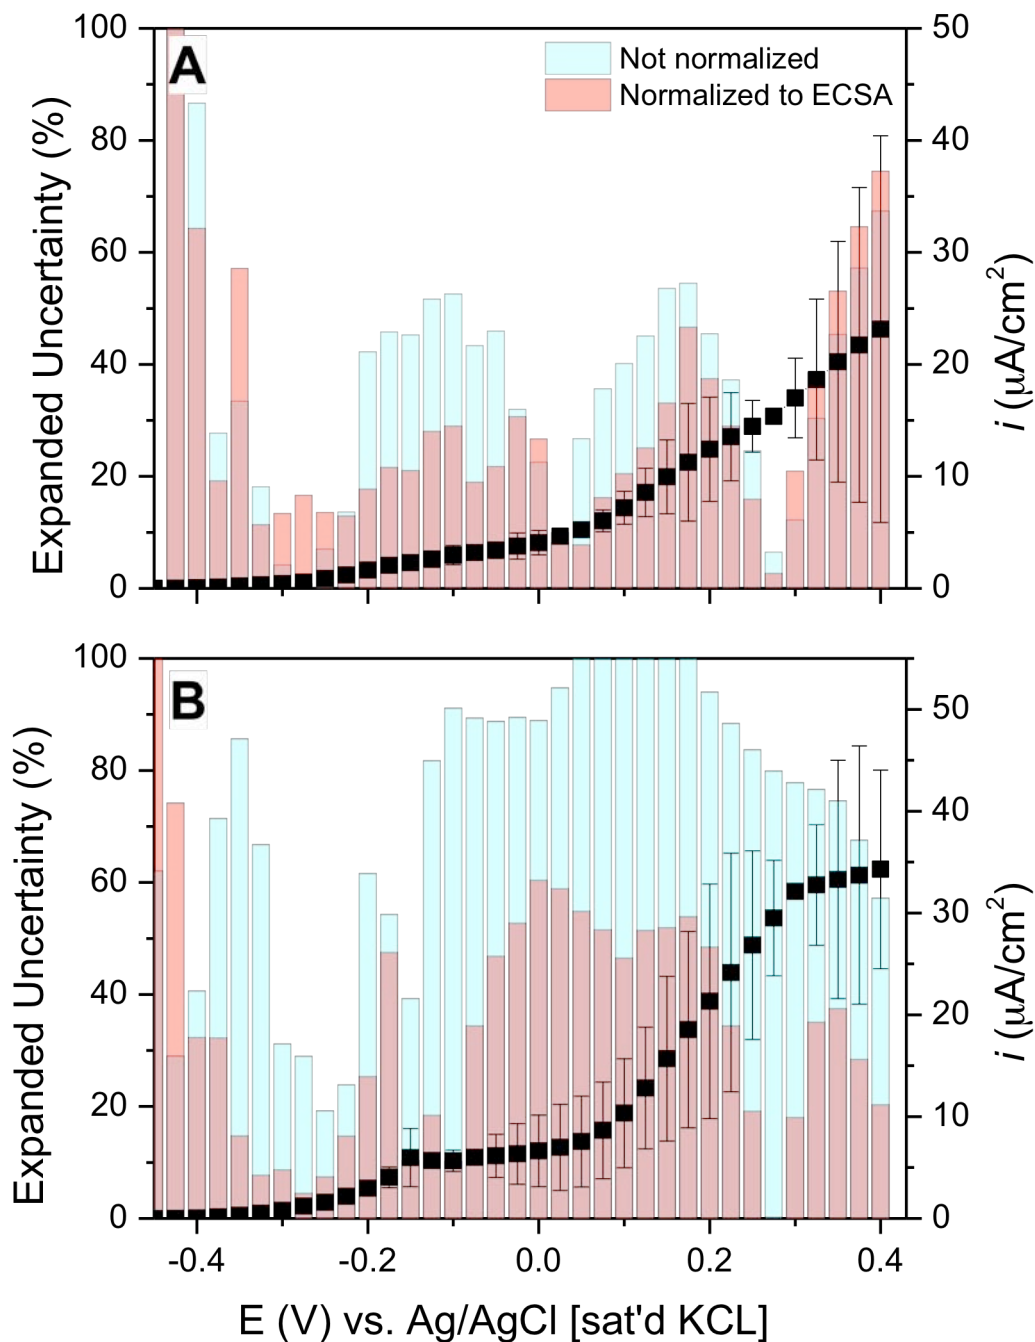 A
Not normalized
Normalized to ECSA
Expanded Uncertainty (%)
100
80
60
40
20
0
50
40
30
20
10
0
i (μA/cm²)
B
Expanded Uncertainty (%)
100
80
60
40
20
0
50
40
30
20
10
0
i (μA/cm²)
-0.4 -0.2 0.0 0.2 0.4
E (V) vs. Ag/AgCl [sat'd KCL]